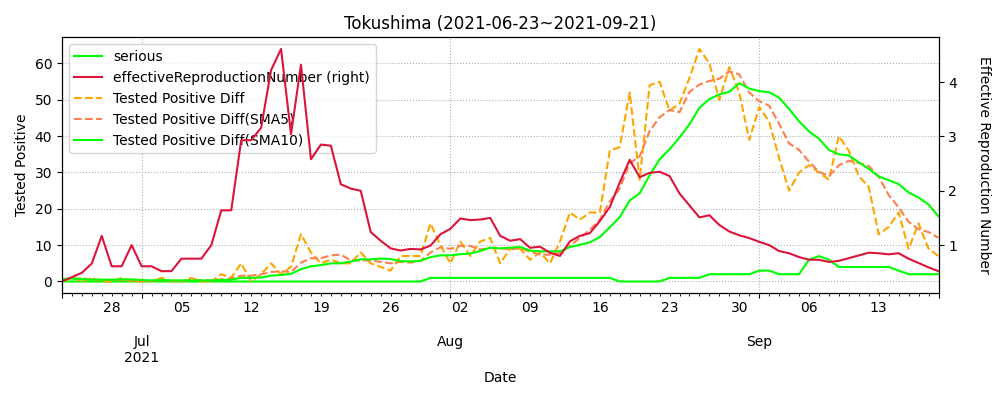 Tokushima (2021-06-23~2021-09-21)
serious
effectiveReproductionNumber (right)
Tested Positive Diff
Tested Positive Diff(SMA5)
Tested Positive Diff(SMA10)
Tested Positive
60
50
40
30
20
10
0
Effective Reproduction Number
4
3
2
1
28 05 12 19 26 02 09 16 23 30 06 13
Jul Aug Sep
2021
Date